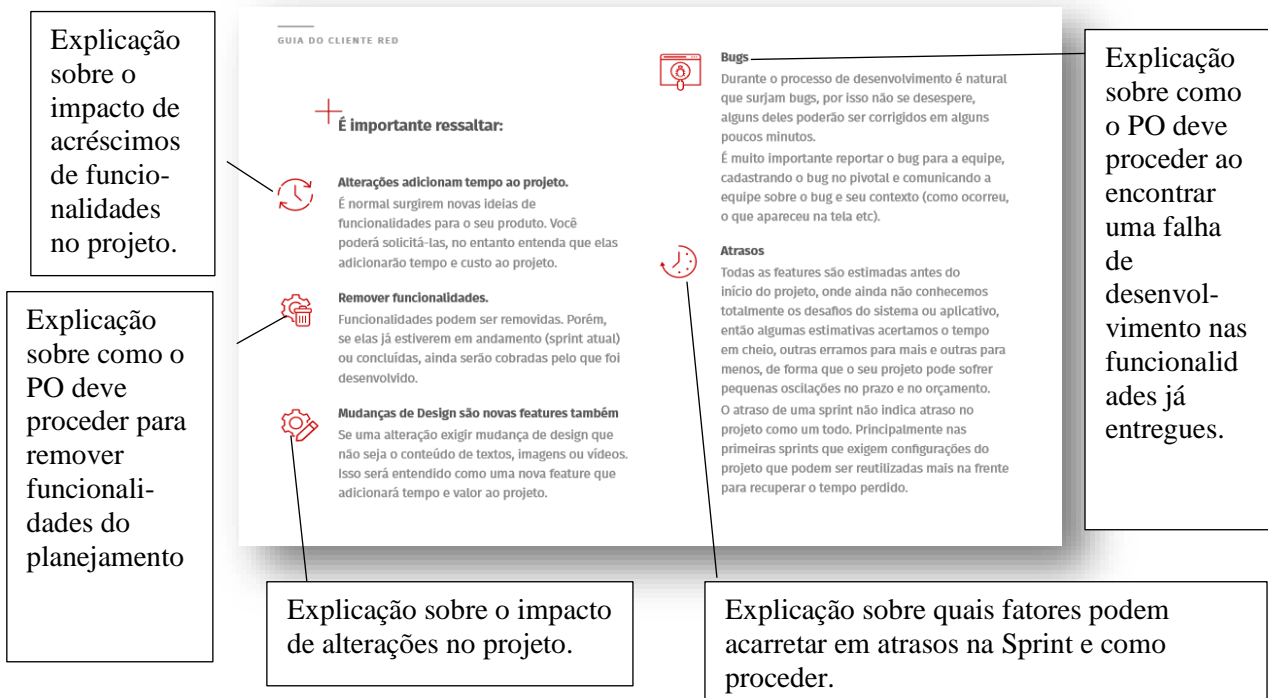 Explicação
sobre o
impacto de
acréscimos
de funcio-
nalidades
no projeto.
Explicação
sobre como o
PO deve
proceder para
remover
funcionali-
dades do
planejamento
GUIA DO CLIENTE RED
É importante ressaltar:
Alterações adicionam tempo ao projeto.
É normal surgirem novas ideias de
funcionalidades para o seu produto. Você
poderá solicitá-las, no entanto entenda que elas
adicionarão tempo e custo ao projeto.
Remover funcionalidades.
Funcionalidades podem ser removidas. Porém,
se elas já estiverem em andamento (sprint atual)
ou concluídas, ainda serão cobradas pelo que foi
desenvolvido.
Mudanças de Design são novas features também
Se uma alteração exigir mudança de design que
não seja o conteúdo de textos, imagens ou vídeos.
Isso será entendido como uma nova feature que
adicionará tempo e valor ao projeto.
Bugs
Durante o processo de desenvolvimento é natural
que surjam bugs, por isso não se desespere,
alguns deles poderão ser corrigidos em alguns
poucos minutos.
É muito importante reportar o bug para a equipe,
cadastrando o bug no pivotal e comunicando a
equipe sobre o bug e seu contexto (como ocorreu,
o que apareceu na tela etc).
Atrasos
Todas as features são estimadas antes do
início do projeto, onde ainda não conhecemos
totalmente os desafios do sistema ou aplicativo,
então algumas estimativas acertamos o tempo
em cheio, outras erramos para mais e outras para
menos, de forma que o seu projeto pode sofrer
pequenas oscilações no prazo e no orçamento.
O atraso de uma sprint não indica atraso no
projeto como um todo. Principalmente nas
primeiras sprints que exigem configurações do
projeto que podem ser reutilizadas mais na frente
para recuperar o tempo perdido.
Explicação
sobre como
o PO deve
proceder ao
encontrar
uma falha
de
desenvol-
vimento nas
funcionalid
ades já
entregues.
Explicação sobre o impacto
de alterações no projeto.
Explicação sobre quais fatores podem
acarretar em atrasos na Sprint e como
proceder.